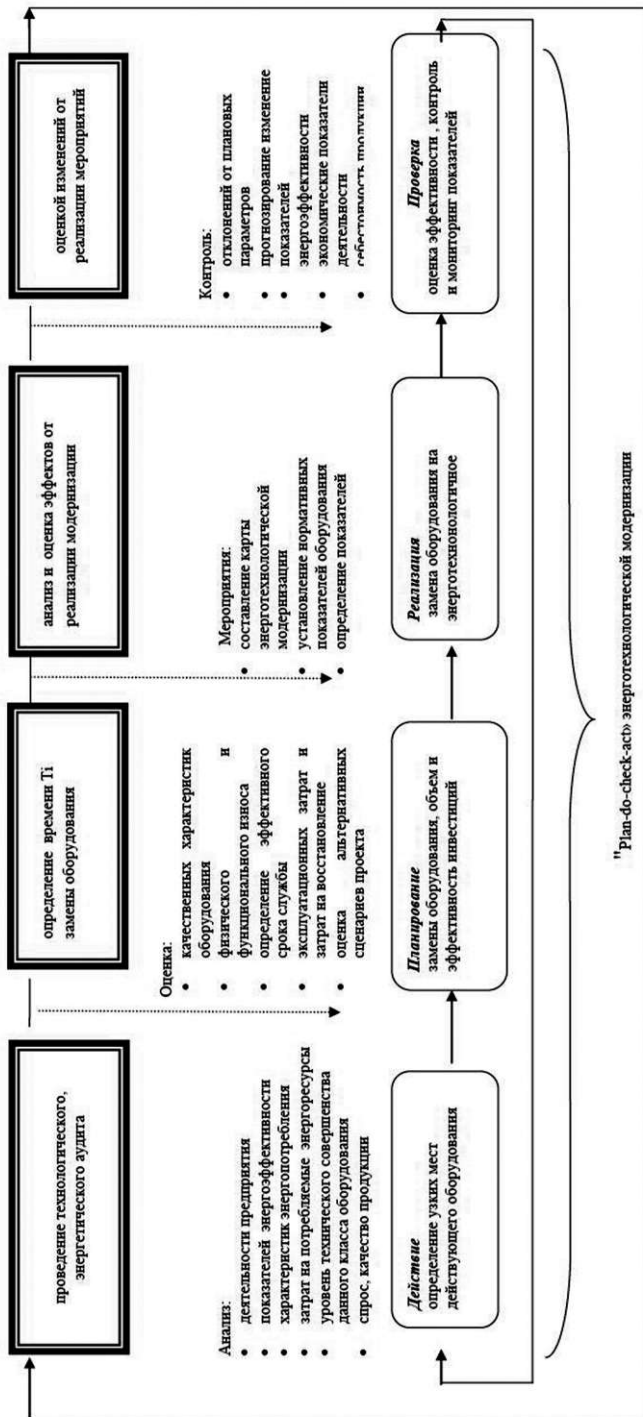 проведение технологического,
энергетического аудита
определение времени Ti
замены оборудования
анализ и оценка эффектов от
реализации модернизации
оценкой изменений от
реализации мероприятий
Анализ:
• деятельности предприятия
• показателей энергоэффективности
• характеристик энергопотребления
• затрат на потребляемые энергоресурсы
• уровень технического совершенства
данного класса оборудования
• спрос, качество продукции
Оценка:
• качественных характеристик
оборудования
• физического и
функционального износа
• определение эффективного
срока службы
• эксплуатационных затрат и
затрат на восстановление
• оценка альтернативных
сценариев проекта
Мероприятия:
• составление карты
энерготехнологической
модернизации
• установление нормативных
показателей оборудования
• определение показателей
Контроль:
• отклонений от плановых
параметров
• прогнозирование изменение
• показателей
энергоэффективности
• экономические показатели
деятельности
• себестоимость продукции
Действие
определение узких мест
действующего оборудования
Планирование
замены оборудования, объем и
эффективность инвестиций
Реализация
замена оборудования на
энерготехнонологичное
Проверка
оценка эффективности , контроль
и мониторинг показателей
"Plan-do-check-act» энерготехнологической модернизации